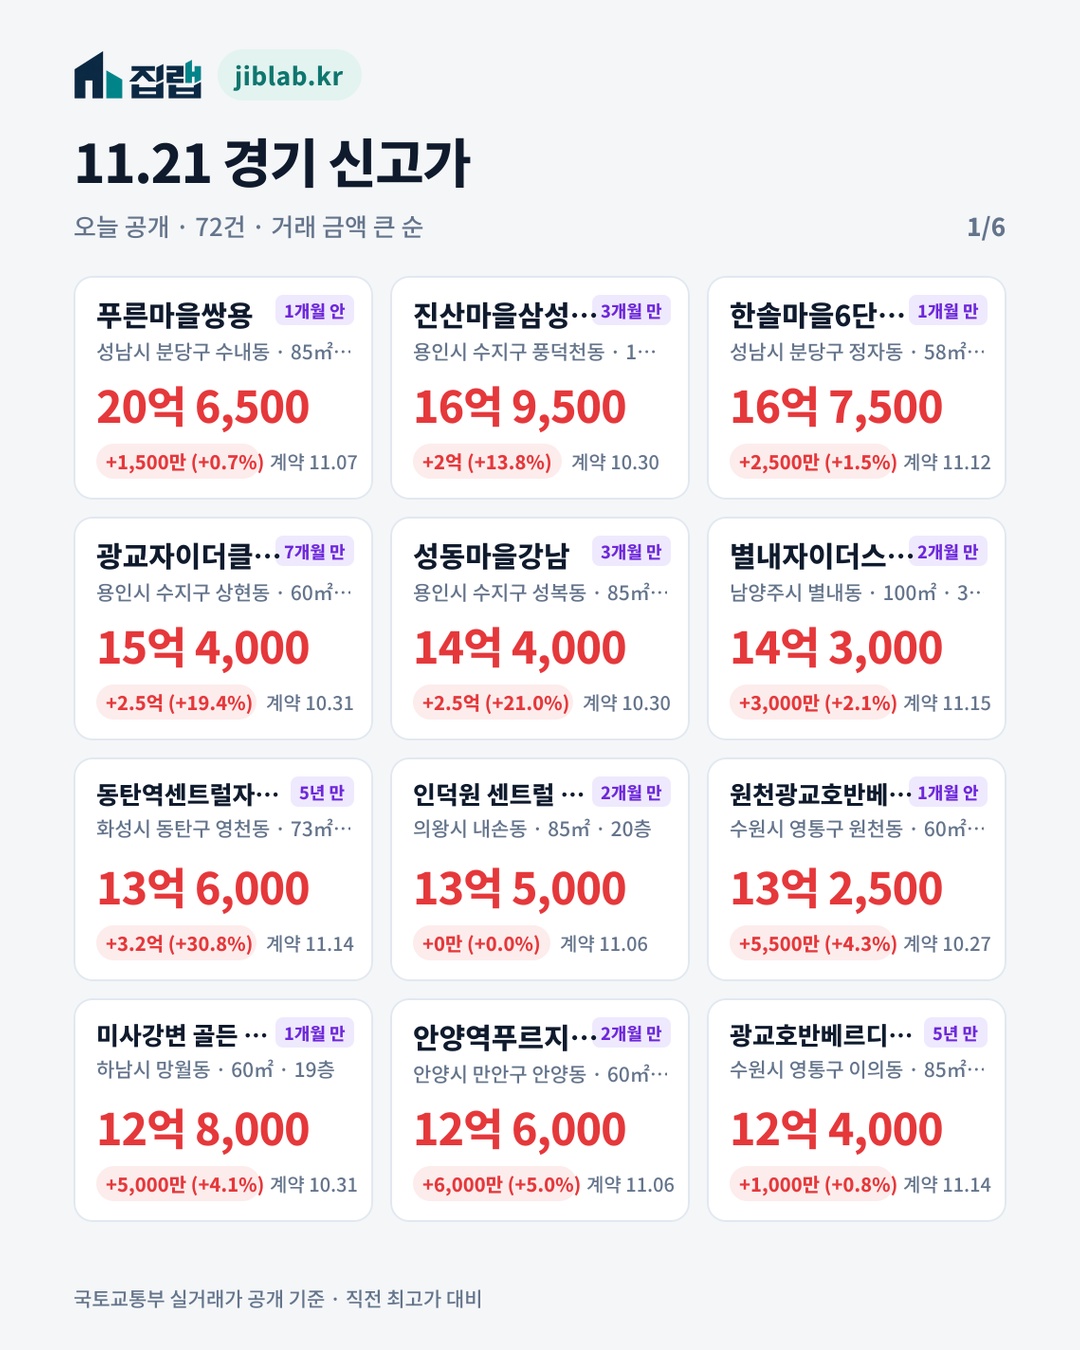 집랩 jiblab.kr
11.21 경기 신고가
오늘 공개 · 72건 · 거래 금액 큰 순 1/6
푸른마을쌍용 1개월 안
성남시 분당구 수내동 · 85㎡…
20억 6,500
+1,500만 (+0.7%) 계약 11.07
진산마을삼성… 3개월 만
용인시 수지구 풍덕천동 · 1…
16억 9,500
+2억 (+13.8%) 계약 10.30
한솔마을6단… 1개월 만
성남시 분당구 정자동 · 58㎡…
16억 7,500
+2,500만 (+1.5%) 계약 11.12
광교자이더클… 7개월 만
용인시 수지구 상현동 · 60㎡…
15억 4,000
+2.5억 (+19.4%) 계약 10.31
성동마을강남 3개월 만
용인시 수지구 성복동 · 85㎡…
14억 4,000
+2.5억 (+21.0%) 계약 10.30
별내자이더스… 2개월 만
남양주시 별내동 · 100㎡ · 3…
14억 3,000
+3,000만 (+2.1%) 계약 11.15
동탄역센트럴자… 5년 만
화성시 동탄구 영천동 · 73㎡…
13억 6,000
+3.2억 (+30.8%) 계약 11.14
인덕원 센트럴 … 2개월 만
의왕시 내손동 · 85㎡ · 20층
13억 5,000
+0만 (+0.0%) 계약 11.06
원천광교호반베… 1개월 안
수원시 영통구 원천동 · 60㎡…
13억 2,500
+5,500만 (+4.3%) 계약 10.27
미사강변 골든 … 1개월 만
하남시 망월동 · 60㎡ · 19층
12억 8,000
+5,000만 (+4.1%) 계약 10.31
안양역푸르지… 2개월 만
안양시 만안구 안양동 · 60㎡…
12억 6,000
+6,000만 (+5.0%) 계약 11.06
광교호반베르디… 5년 만
수원시 영통구 이의동 · 85㎡…
12억 4,000
+1,000만 (+0.8%) 계약 11.14
국토교통부 실거래가 공개 기준 · 직전 최고가 대비